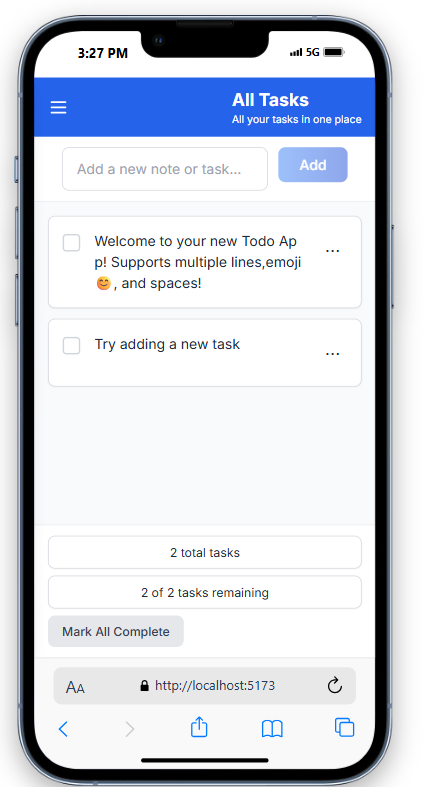 3:27 PM
5G
All Tasks
All your tasks in one place
Add a new note or task...
Add
Welcome to your new Todo Ap
p! Supports multiple lines,emoji
😊, and spaces!
...
Try adding a new task
...
2 total tasks
2 of 2 tasks remaining
Mark All Complete
AA
http://localhost:5173